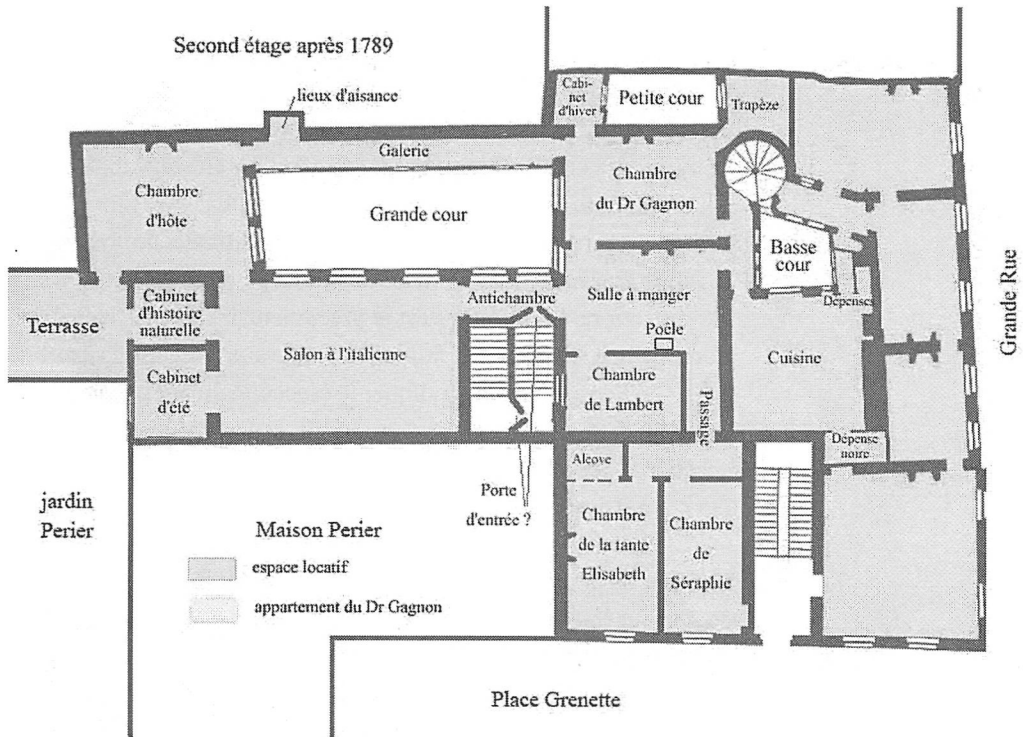 Second étage après 1789
lieux d'aisance
Cabi-
net
d'hiver
Petite cour
Trapèze
Galerie
Chambre
d'hôte
Grande cour
Chambre
du Dr Gagnon
Basse
cour
Grande Rue
Terrasse
Cabinet
d'histoire
naturelle
Antichambre
Salle à manger
Dépenses
Salon à l'italienne
Poêle
Cuisine
Cabinet
d'été
Chambre
de Lambert
Passage
Dépense
noire
Alcove
jardin
Perier
Porte
d'entrée ?
Maison Perier
Chambre
de la tante
Elisabeth
Chambre
de
Séraphie
espace locatif
appartement du Dr Gagnon
Place Grenette